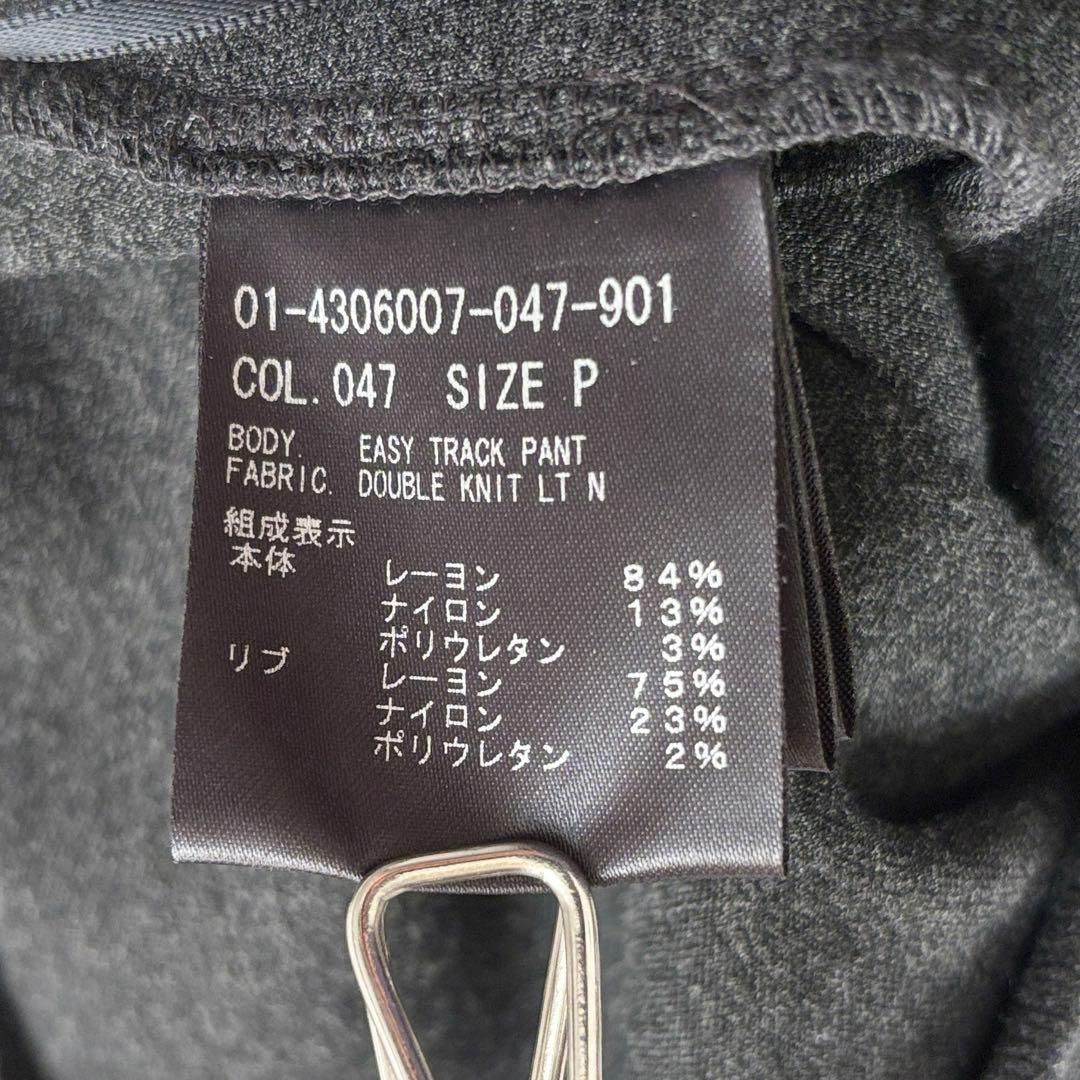 01-4306007-047-901
COL. 047 SIZE P
BODY. EASY TRACK PANT
FABRIC. DOUBLE KNIT LT N
組成表示
本体 レーヨン 84%
ナイロン 13%
ポリウレタン 3%
リブ レーヨン 75%
ナイロン 23%
ポリウレタン 2%